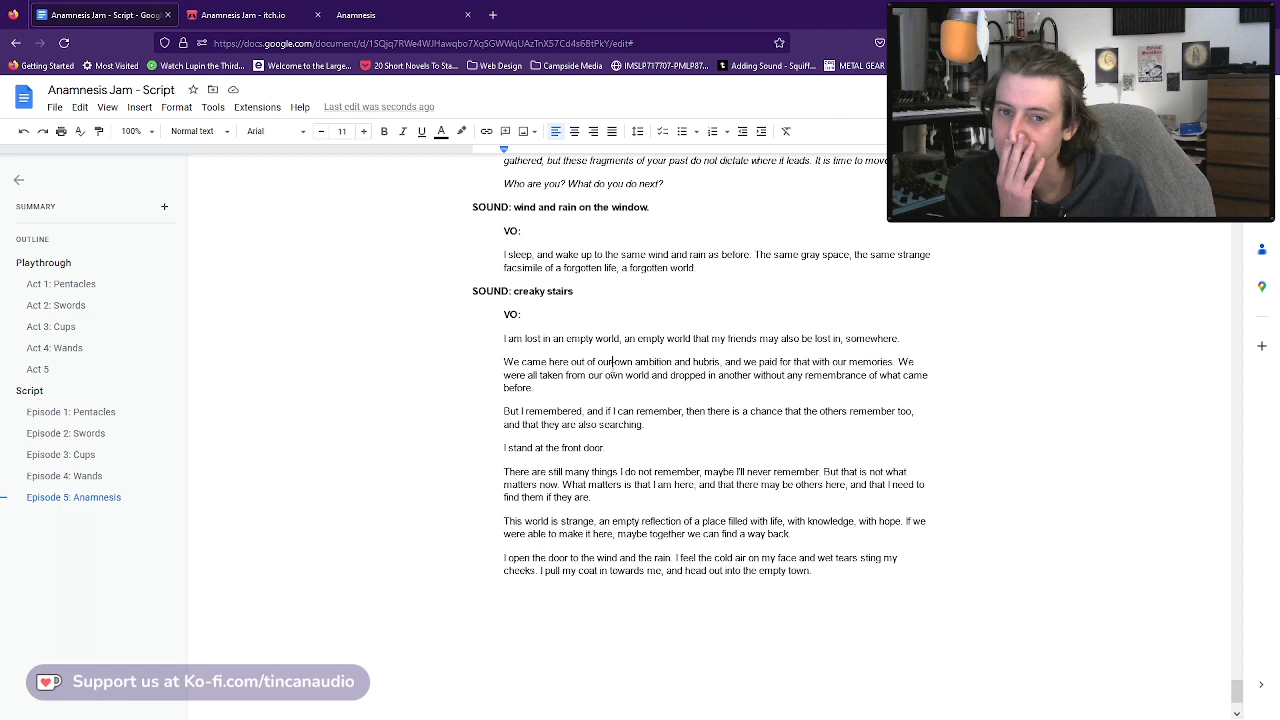 Anamnesis Jam - Script - Goog
Anamnesis Jam - itch.io
Anamnesis
https://docs.google.com/document/d/1SQjq7RWe4WJHawqbo7XqSGWWqUAzTnXS7Cd4s6BtPkY/edit#
Getting Started
Most Visited
Watch Lupin the Third...
Welcome to the Large...
20 Short Novels To S...
Web Design
Campside Media
IMSLP717707-PMLP87...
Adding Sound - Squiff...
METAL GEAR
Anamnesis Jam - Script
File Edit View Insert Format Tools Extensions Help Last edit was seconds ago
100% Normal text Arial 11
SUMMARY
OUTLINE
Playthrough
Act 1: Pentacles
Act 2: Swords
Act 3: Cups
Act 4: Wands
Act 5
Script
Episode 1: Pentacles
Episode 2: Swords
Episode 3: Cups
Episode 4: Wands
Episode 5: Anamnesis
gathered, but these fragments of your past do not dictate where it leads. It is time to move
Who are you? What do you do next?
SOUND: wind and rain on the window.
VO:
I sleep, and wake up to the same wind and rain as before. The same gray space, the same strange
facsimile of a forgotten life, a forgotten world.
SOUND: creaky stairs
VO:
I am lost in an empty world, an empty world that my friends may also be lost in, somewhere.
We came here out of our own ambition and hubris, and we paid for that with our memories. We
were all taken from our own world and dropped in another without any remembrance of what came
before.
But I remembered, and if I can remember, then there is a chance that the others remember too,
and that they are also searching.
I stand at the front door.
There are still many things I do not remember, maybe I'll never remember. But that is not what
matters now. What matters is that I am here, and that there may be others here, and that I need to
find them if they are.
This world is strange, an empty reflection of a place filled with life, with knowledge, with hope. If we
were able to make it here, maybe together we can find a way back.
I open the door to the wind and the rain. I feel the cold air on my face and wet tears sting my
cheeks. I pull my coat in towards me, and head out into the empty town.
Support us at Ko-fi.com/tincanaudio